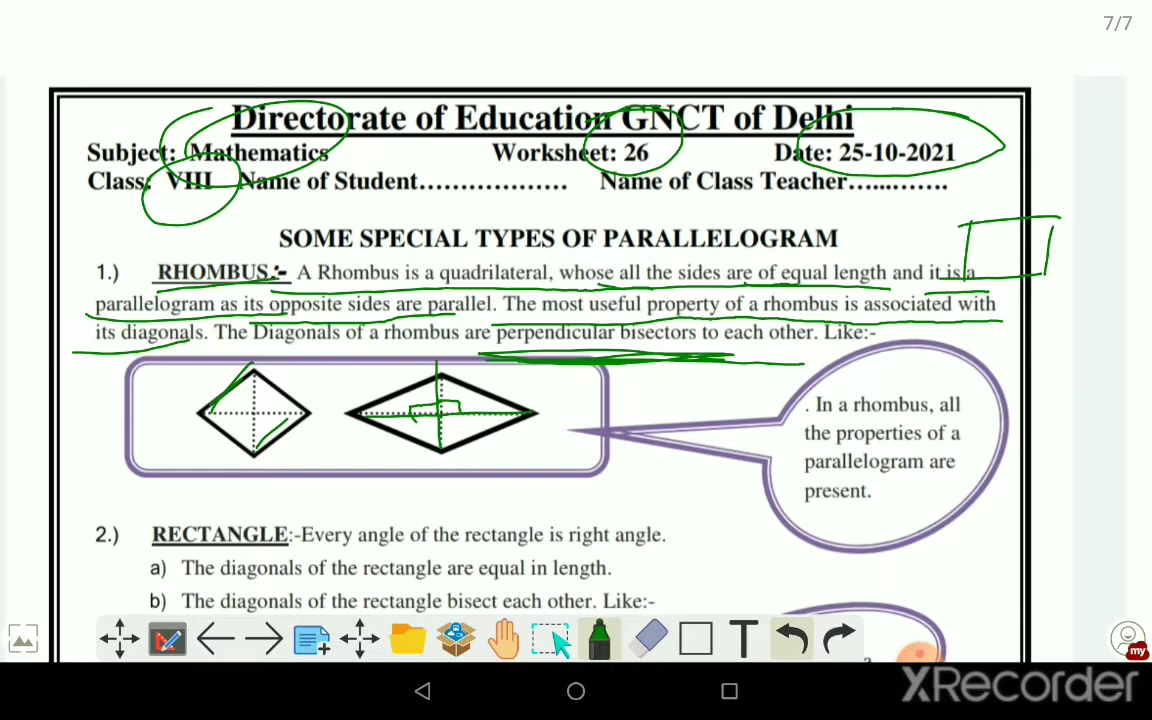 7/7
Directorate of Education GNCT of Delhi
Subject: Mathematics Worksheet: 26 Date: 25-10-2021
Class: VIII Name of Student.................. Name of Class Teacher.............
SOME SPECIAL TYPES OF PARALLELOGRAM
1.) RHOMBUS:- A Rhombus is a quadrilateral, whose all the sides are of equal length and it is a
parallelogram as its opposite sides are parallel. The most useful property of a rhombus is associated with
its diagonals. The Diagonals of a rhombus are perpendicular bisectors to each other. Like:-
. In a rhombus, all
the properties of a
parallelogram are
present.
2.) RECTANGLE:-Every angle of the rectangle is right angle.
a) The diagonals of the rectangle are equal in length.
b) The diagonals of the rectangle bisect each other. Like:-
T
my
XRecorder